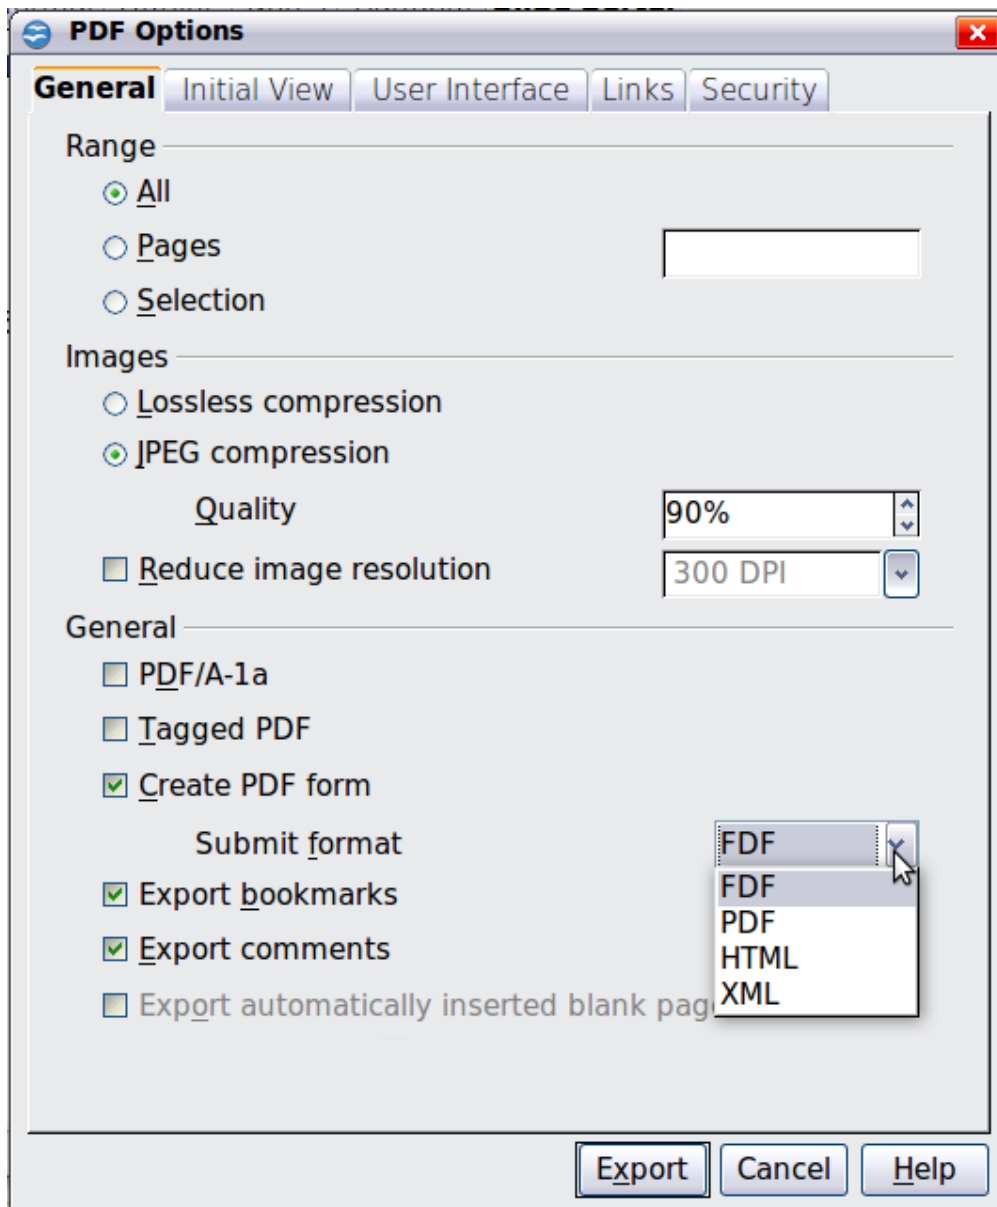 PDF Options
General Initial View User Interface Links Security
Range
All
Pages
Selection
Images
Lossless compression
JPEG compression
Quality 90%
Reduce image resolution 300 DPI
General
PDF/A-1a
Tagged PDF
Create PDF form
Submit format FDF
FDF
Export bookmarks
PDF
HTML
Export comments
XML
Export automatically inserted blank
Export Cancel Help